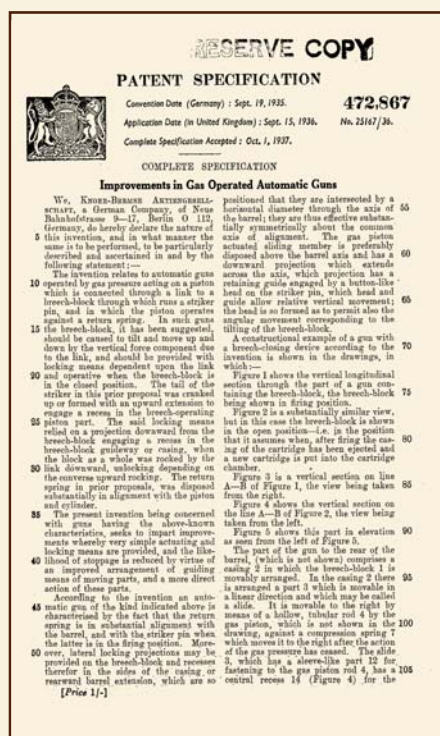 RESERVE COPY
PATENT SPECIFICATION
Convention Date (Germany) : Sept. 19, 1935.
472,867
Application Date (in United Kingdom) : Sept. 15, 1936.
No. 25167/36.
Complete Specification Accepted : Oct. 1, 1937.
COMPLETE SPECIFICATION
Improvements in Gas Operated Automatic Guns
We, KNORR-BREMSE AKTIENGESELL-
SCHAFT, a German Company, of Neue
Bahnhofstrasse 9—17, Berlin O 112,
Germany, do hereby declare the nature of
5 this invention, and in what manner the
same is to be performed, to be particularly
described and ascertained in and by the
following statement :—
The invention relates to automatic guns
10 operated by gas pressure acting on a piston
which is connected through a link to a
breech-block through which runs a striker
pin, and in which the piston operates
against a return spring. In such guns
15 the breech-block, it has been suggested,
should be caused to tilt and move up and
down by the vertical force component due
to the link, and should be provided with
locking means dependent upon the link
20 and operative when the breech-block is
in the closed position. The tail of the
striker in this prior proposal was cranked
up or formed with an upward extension to
engage a recess in the breech-operating
25 piston part. The said locking means
relied on a projection downward from the
breech-block engaging a recess in the
breech-block guideway or casing, when
the block as a whole was rocked by the
30 link downward, unlocking depending on
the converse upward rocking. The return
spring in prior proposals, was disposed
substantially in alignment with the piston
and cylinder.
35 The present invention being concerned
with guns having the above-known
characteristics, seeks to impart improve-
ments whereby very simple actuating and
locking means are provided, and the like-
40 lihood of stoppage is reduced by virtue of
an improved arrangement of guiding
means of moving parts, and a more direct
action of these parts.
According to the invention an auto-
45 matic gun of the kind indicated above is
characterised by the fact that the return
spring is in substantial alignment with
the barrel, and with the striker pin when
the latter is in the firing position. More-
50 over, lateral locking projections may be
provided on the breech-block and recesses
therefor in the sides of the casing or
rearward barrel extension, which are so
[Price 1/-]
positioned that they are intersected by a
horizontal diameter through the axis of 55
the barrel; they are thus effective substan-
tially symmetrically about the common
axis of alignment. The gas piston
actuated sliding member is preferably
disposed above the barrel axis and has a 60
downward projection which extends
across the axis, which projection has a
retaining guide engaged by a button-like
head on the striker pin, which head and
guide allow relative vertical movement; 65
the head is so formed as to permit also the
angular movement corresponding to the
tilting of the breech-block.
A constructional example of a gun with
a breech-closing device according to the 70
invention is shown in the drawings, in
which :—
Figure 1 shows the vertical longitudinal
section through the part of a gun con-
taining the breech-block, the breech-block 75
being shown in firing position.
Figure 2 is a substantially similar view,
but in this case the breech-block is shown
in the open position—i.e. in the position
that it assumes when, after firing the cas- 80
ing of the cartridge has been ejected and
a new cartridge is put into the cartridge
chamber.
Figure 3 is a vertical section on line
A—B of Figure 1, the view being taken 85
from the right.
Figure 4 shows the vertical section on
the line A—B of Figure 2, the view being
taken from the left.
Figure 5 shows this part in elevation 90
as seen from the left of Figure 3.
The part of the gun to the rear of the
barrel, (which is not shown) comprises a
casing 2 in which the breech-block 1 is
movably arranged. In the casing 2 there 95
is arranged a part 3 which is movable in
a linear direction and which may be called
a slide. It is movable to the right by
means of a hollow, tubular rod 4 by the
gas piston, which is not shown in the 100
drawing, against a compression spring 7
which moves it to the right after the action
of the gas pressure has ceased. The slide
3, which has a sleeve-like part 12 for
fastening to the gas piston rod 4, has a 105
central recess 14 (Figure 4) for the